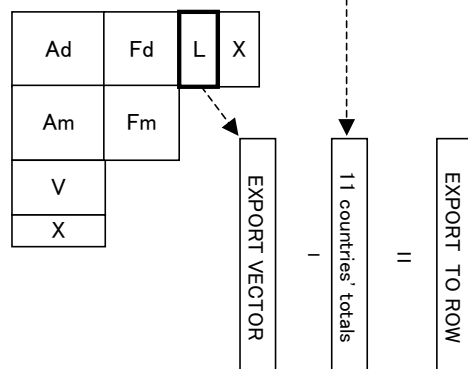 Ad Fd L X
Am Fm
V
X
EXPORT VECTOR
－
11 countries' totals
＝
EXPORT TO ROW